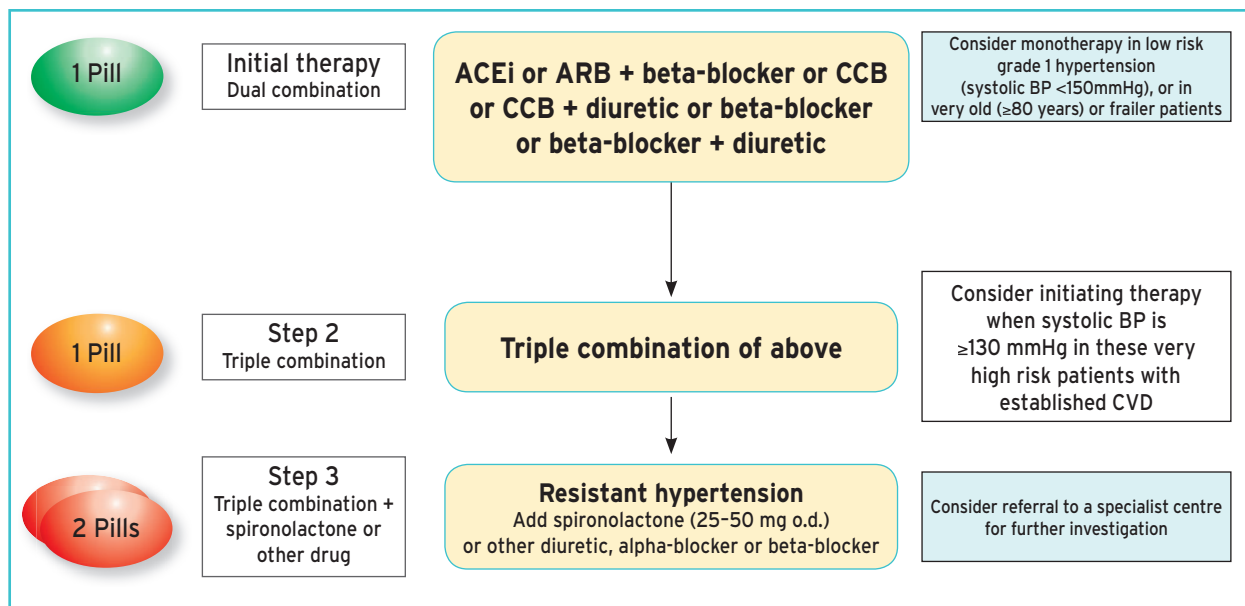 1 Pill
Initial therapy
Dual combination
ACEi or ARB + beta-blocker or CCB
or CCB + diuretic or beta-blocker
or beta-blocker + diuretic
Consider monotherapy in low risk
grade 1 hypertension
(systolic BP <150mmHg), or in
very old (≥80 years) or frailer patients
1 Pill
Step 2
Triple combination
Triple combination of above
Consider initiating therapy
when systolic BP is
≥130 mmHg in these very
high risk patients with
established CVD
2 Pills
Step 3
Triple combination +
spironolactone or
other drug
Resistant hypertension
Add spironolactone (25–50 mg o.d.)
or other diuretic, alpha-blocker or beta-blocker
Consider referral to a specialist centre
for further investigation